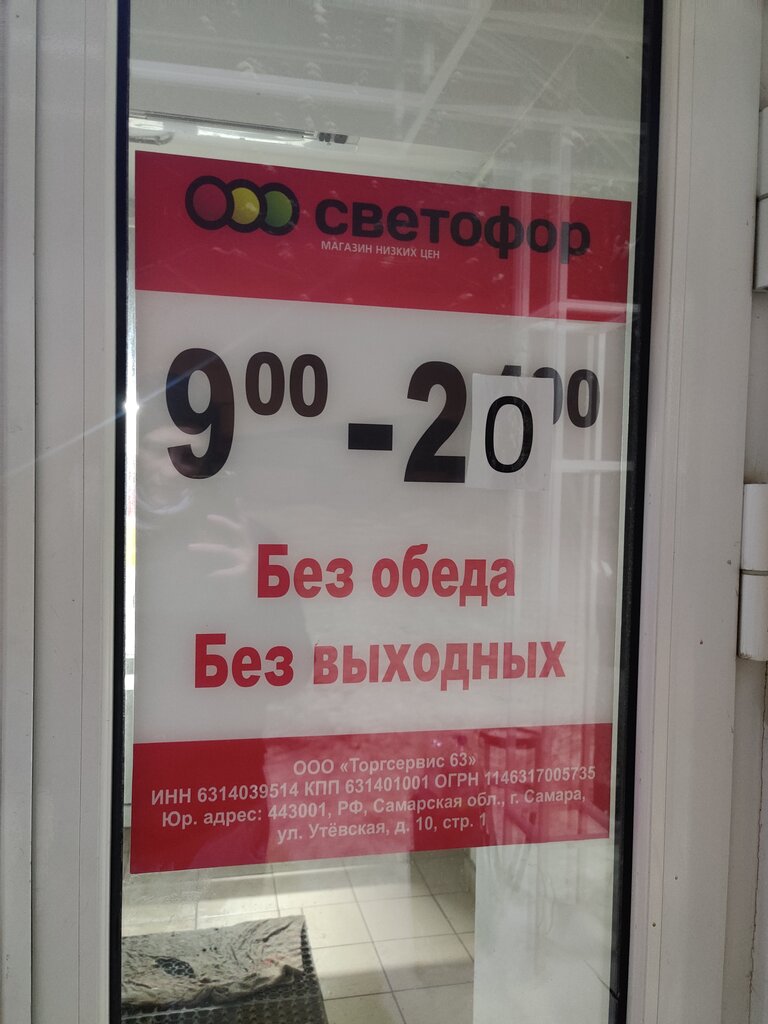 светофор
МАГАЗИН НИЗКИХ ЦЕН
9 00 - 20 00
Без обеда
Без выходных
ООО «Торгсервис 63»
ИНН 6314039514 КПП 631401001 ОГРН 1146317005735
Юр. адрес: 443001, РФ, Самарская обл., г. Самара,
ул. Утёвская, д. 10, стр. 1